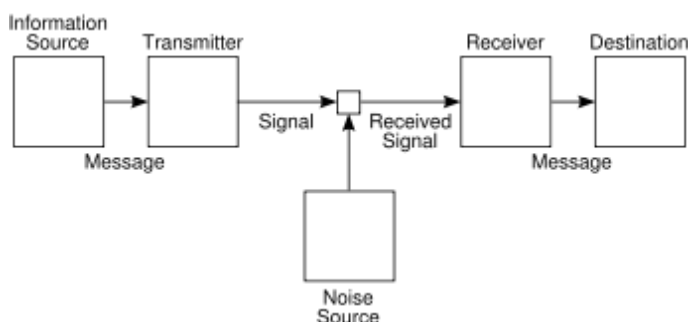 Information
Source
Transmitter
Receiver
Destination
Signal
Received
Signal
Message
Message
Noise
Source